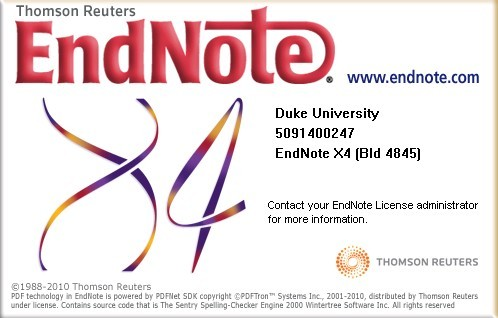 Thomson Reuters
EndNote®
www.endnote.com
X4
Duke University
5091400247
EndNote X4 (Bld 4845)
Contact your EndNote License administrator
for more information.
THOMSON REUTERS
©1988-2010 Thomson Reuters
PDF technology in EndNote is powered by PDFNet SDK copyright ©PDFTron™ Systems Inc., 2001-2010, distributed by Thomson Reuters
under license. Contains source code that is The Sentry Spelling-Checker Engine 2000 Wintertree Software Inc. All rights reserved